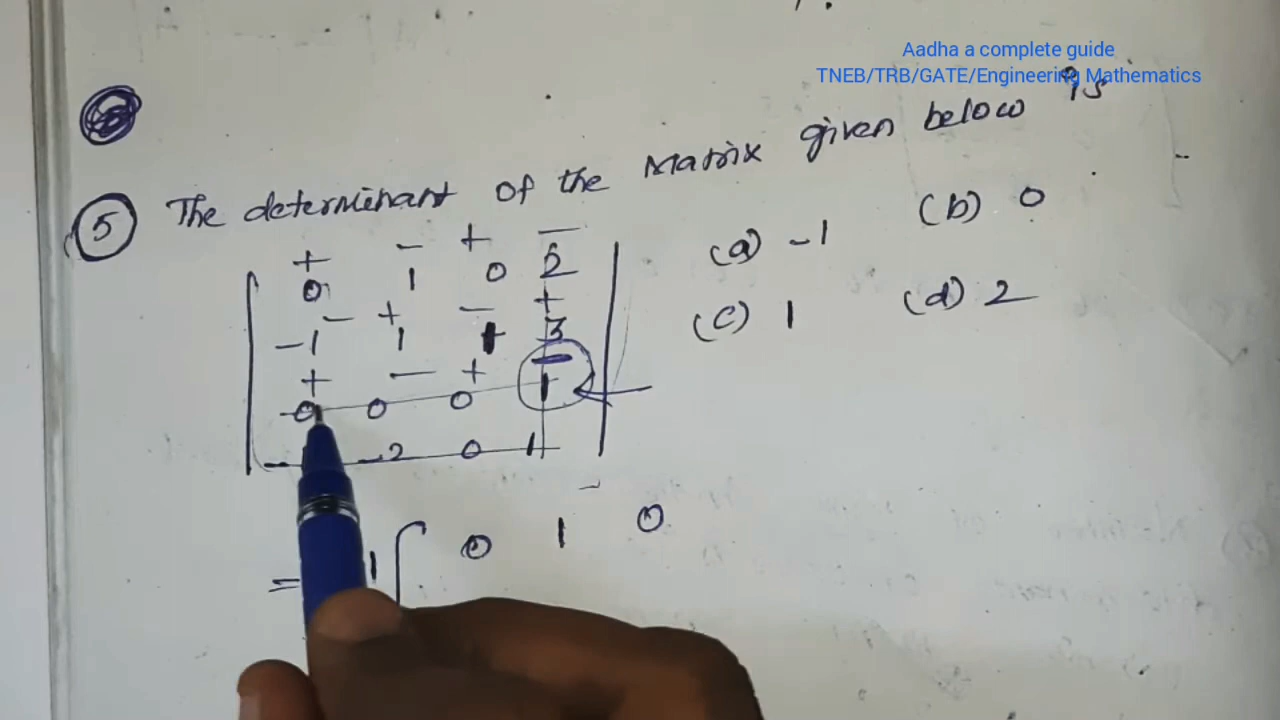 Aadha a complete guide
TNEB/TRB/GATE/Engineering Mathematics
5 The determinant of the Matrix given below is
+ - + -
0 1 0 2
- + - +
-1 1 1 3
+ - + -
0 0 0 1
-2 0 1
(a) -1 (b) 0
(c) 1 (d) 2
= 1 0 1 0